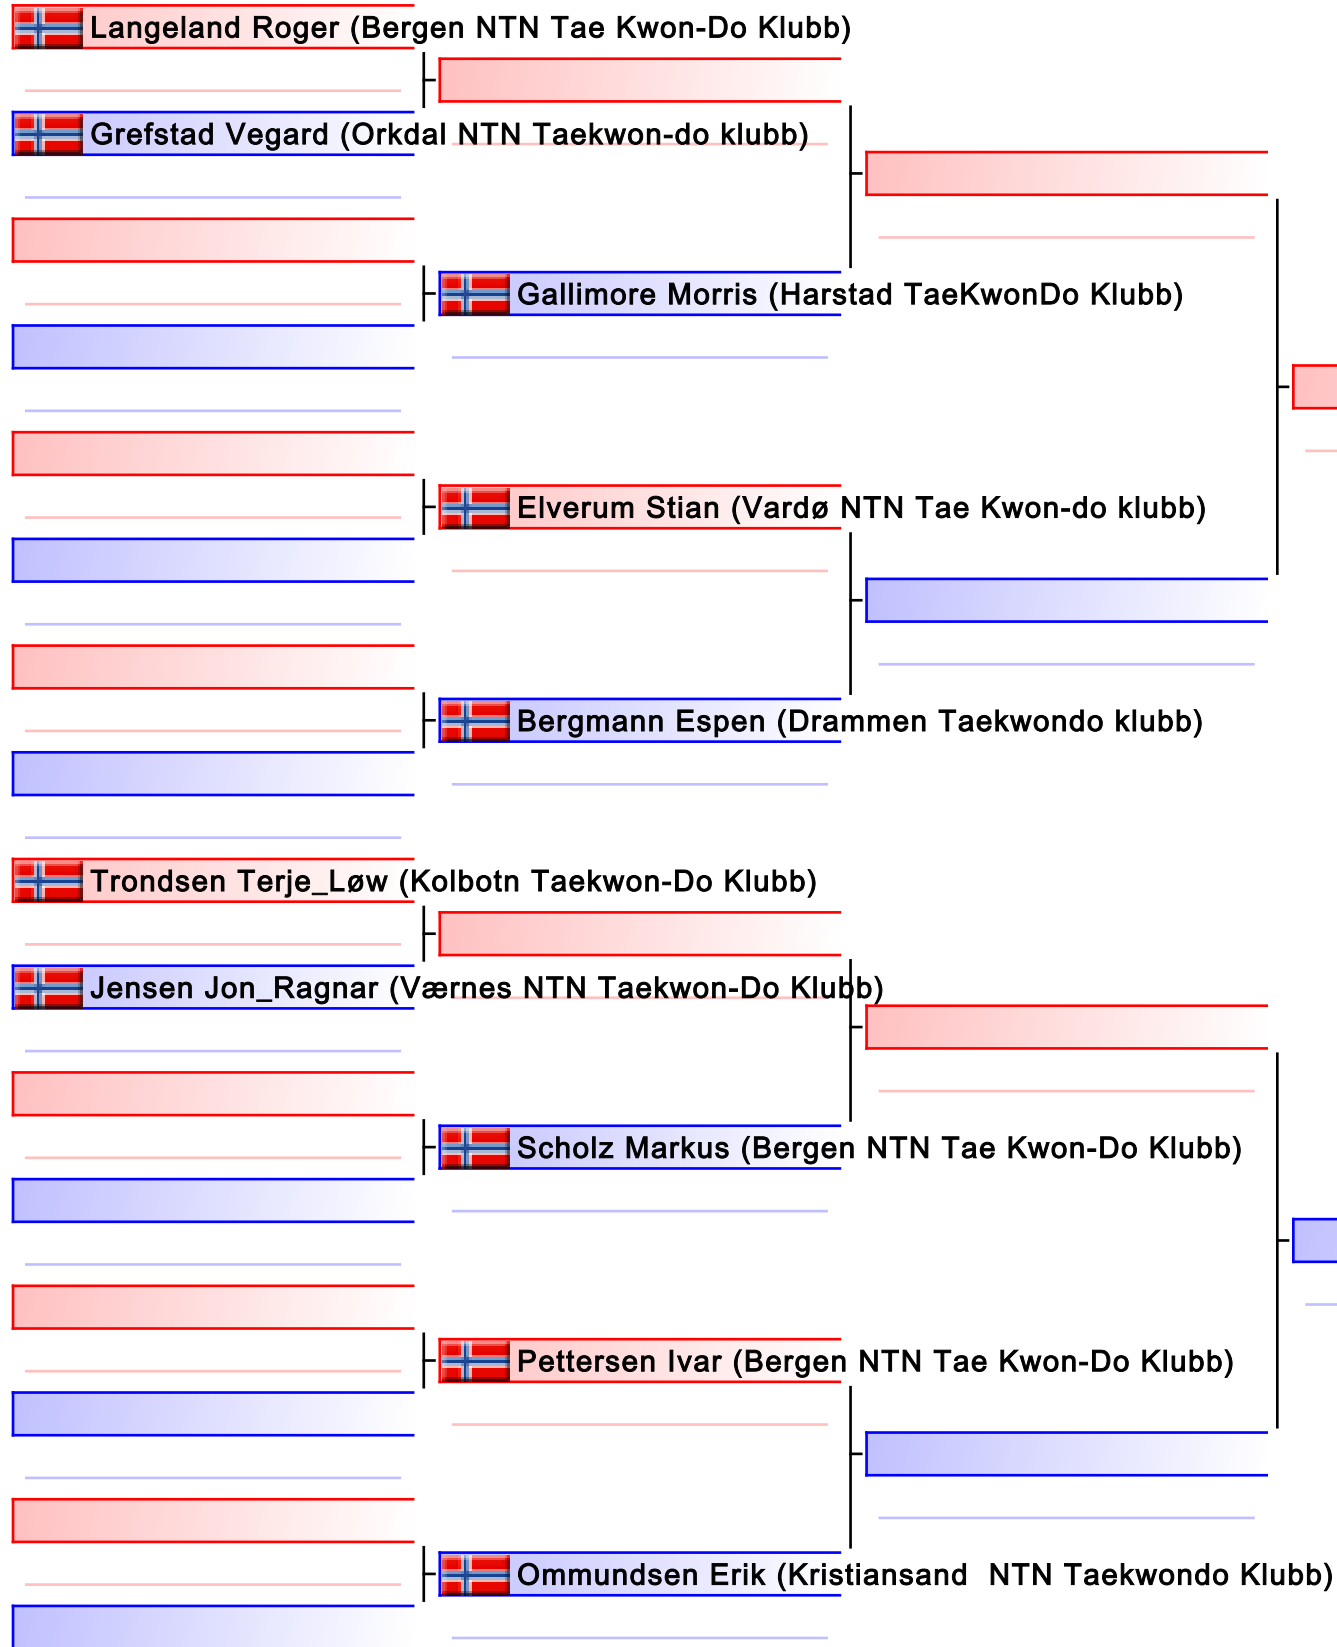 Langeland Roger (Bergen NTN Tae Kwon-Do Klubb)
Grefstad Vegard (Orkdal NTN Taekwon-do klubb)
Gallimore Morris (Harstad TaeKwonDo Klubb)
Elverum Stian (Vardø NTN Tae Kwon-do klubb)
Bergmann Espen (Drammen Taekwondo klubb)
Trondsen Terje_Løw (Kolbotn Taekwon-Do Klubb)
Jensen Jon_Ragnar (Værnes NTN Taekwon-Do Klubb)
Scholz Markus (Bergen NTN Tae Kwon-Do Klubb)
Pettersen Ivar (Bergen NTN Tae Kwon-Do Klubb)
Ommundsen Erik (Kristiansand  NTN Taekwondo Klubb)